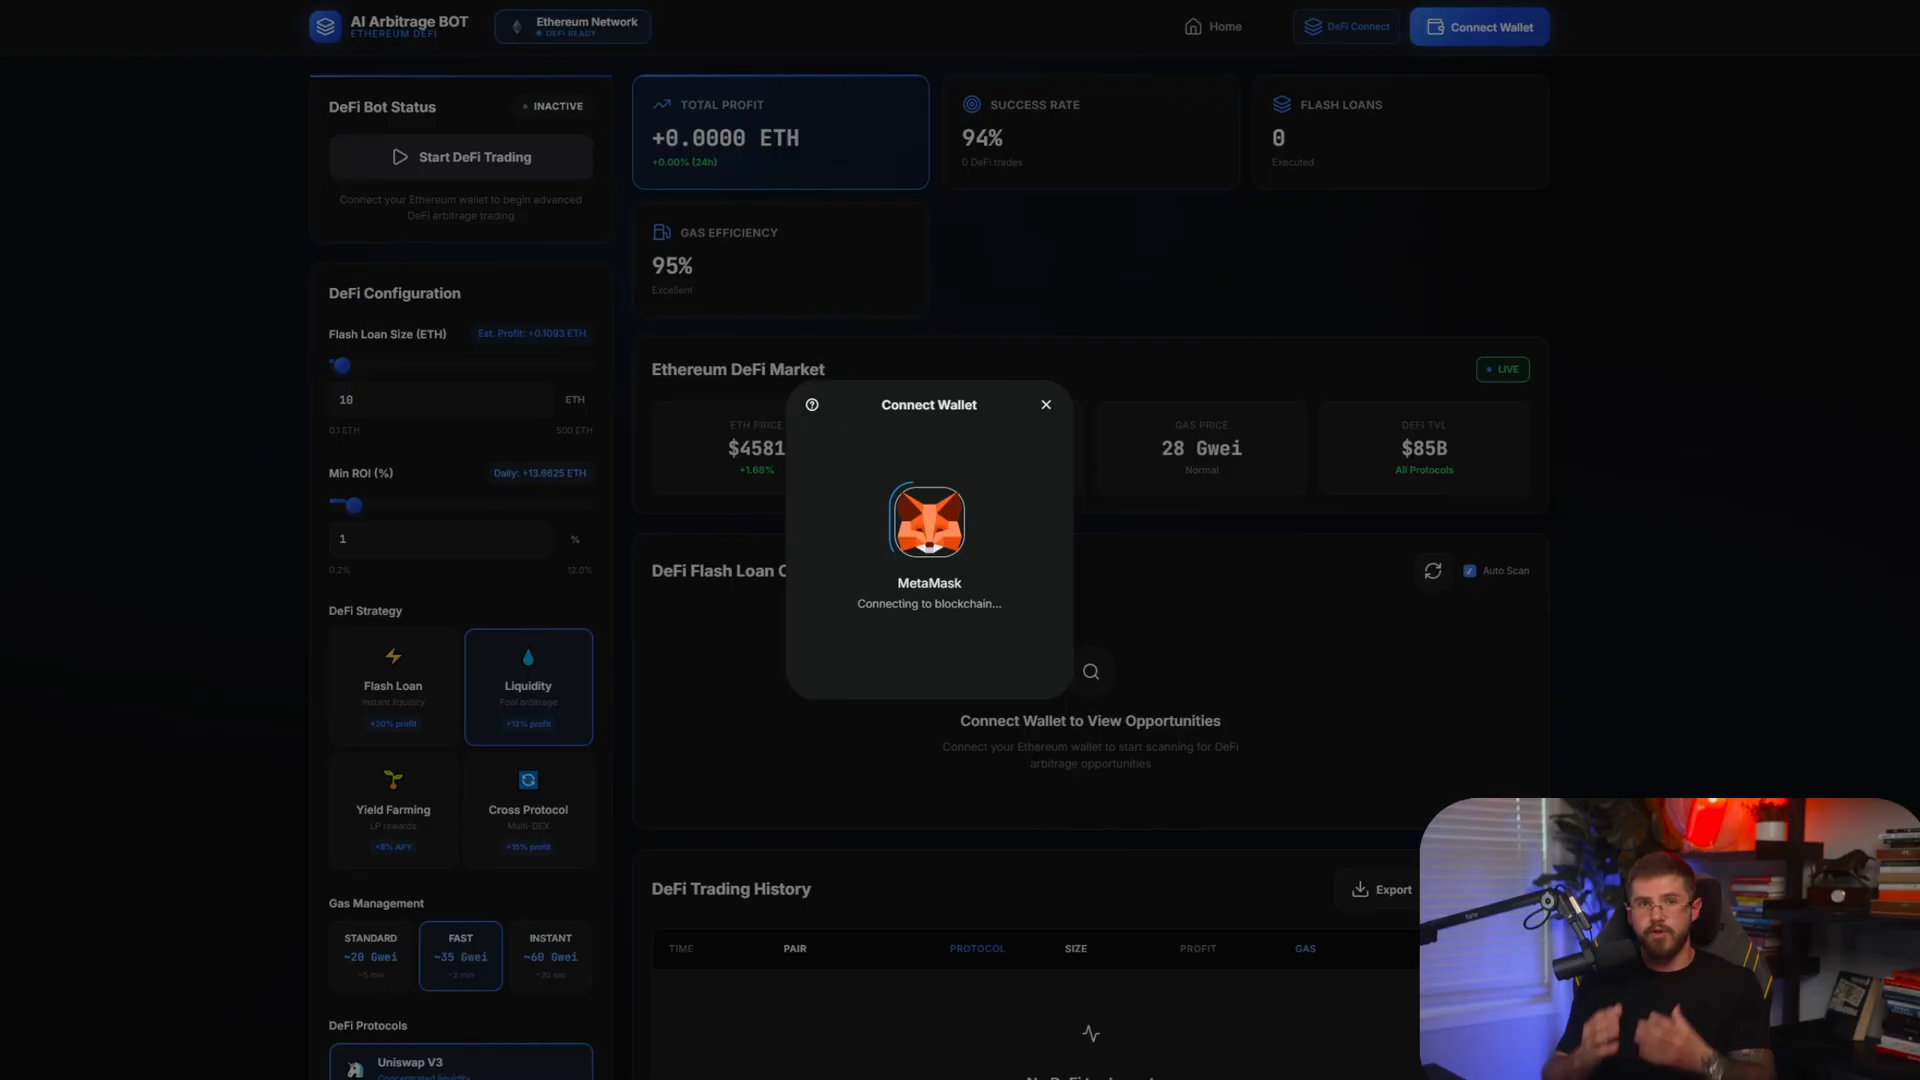 AI Arbitrage BOT
ETHEREUM DEFI
Ethereum Network
DEFI READY
Home
DeFi Connect
Connect Wallet
DeFi Bot Status
INACTIVE
Start DeFi Trading
Connect your Ethereum wallet to begin advanced
DeFi arbitrage trading
TOTAL PROFIT
+0.0000 ETH
+0.00% (24h)
SUCCESS RATE
94%
0 DeFi trades
FLASH LOANS
0
Executed
GAS EFFICIENCY
95%
Excellent
DeFi Configuration
Flash Loan Size (ETH)
Est. Profit: +0.1093 ETH
10
ETH
0.1 ETH
500 ETH
Min ROI (%)
Daily: +13.6625 ETH
1
%
0.2%
12.0%
DeFi Strategy
Flash Loan
Instant liquidity
+20% profit
Liquidity
Pool arbitrage
+12% profit
Yield Farming
LP rewards
+8% APY
Cross Protocol
Multi-DEX
+15% profit
Gas Management
STANDARD
~20 Gwei
~5 min
FAST
~35 Gwei
~2 min
INSTANT
~60 Gwei
~30 sec
DeFi Protocols
Uniswap V3
Concentrated liquidity
Ethereum DeFi Market
LIVE
ETH PRICE
$4581
+1.68%
GAS PRICE
28 Gwei
Normal
DEFI TVL
$85B
All Protocols
Connect Wallet
MetaMask
Connecting to blockchain...
DeFi Flash Loan
Auto Scan
Connect Wallet to View Opportunities
Connect your Ethereum wallet to start scanning for DeFi
arbitrage opportunities
DeFi Trading History
Export
TIME
PAIR
PROTOCOL
SIZE
PROFIT
GAS